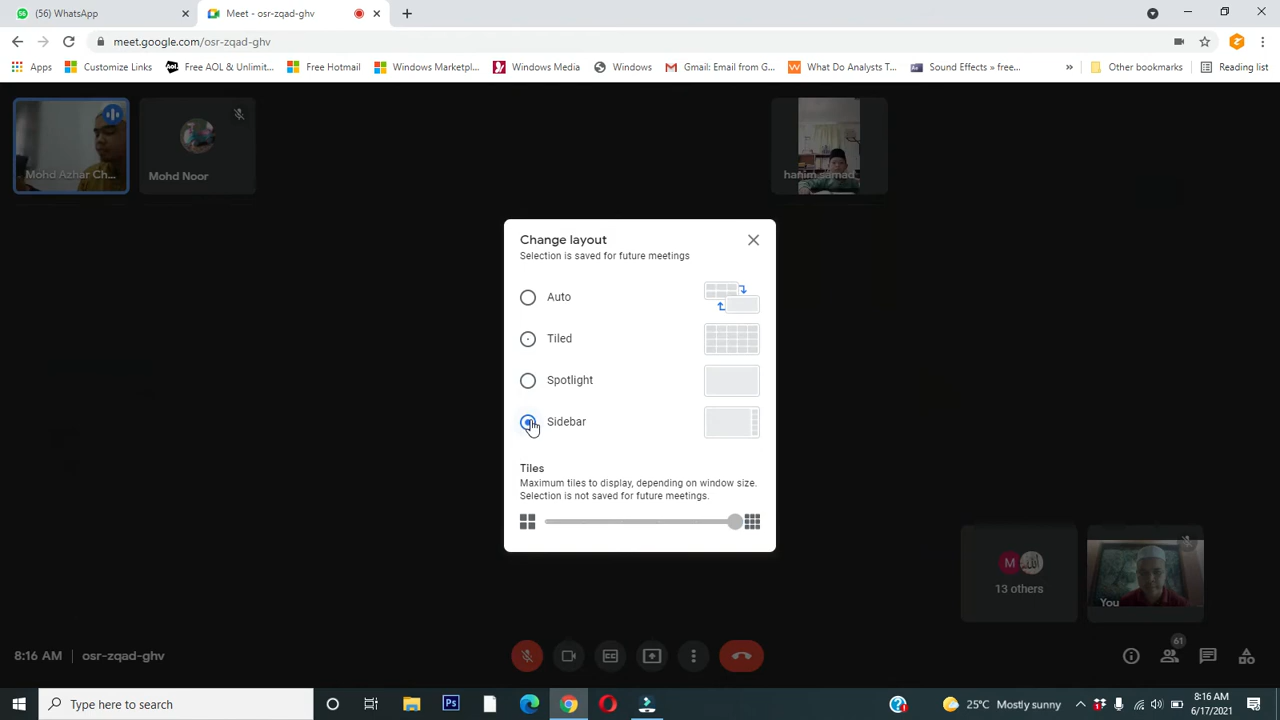 (56) WhatsApp
Meet - osr-zqad-ghv
meet.google.com/osr-zqad-ghv
Apps
Customize Links
Free AOL & Unlimit...
Free Hotmail
Windows Marketpl...
Windows Media
Windows
Gmail: Email from G...
What Do Analysts T...
Sound Effects » free...
»
Other bookmarks
Reading list
Mohd Azhar Ch...
Mohd Noor
hanim samad
Change layout
Selection is saved for future meetings
Auto
Tiled
Spotlight
Sidebar
Tiles
Maximum tiles to display, depending on window size.
Selection is not saved for future meetings.
M
13 others
You
8:16 AM | osr-zqad-ghv
CC
61
Ps
Type here to search
25°C Mostly sunny
8:16 AM
6/17/2021